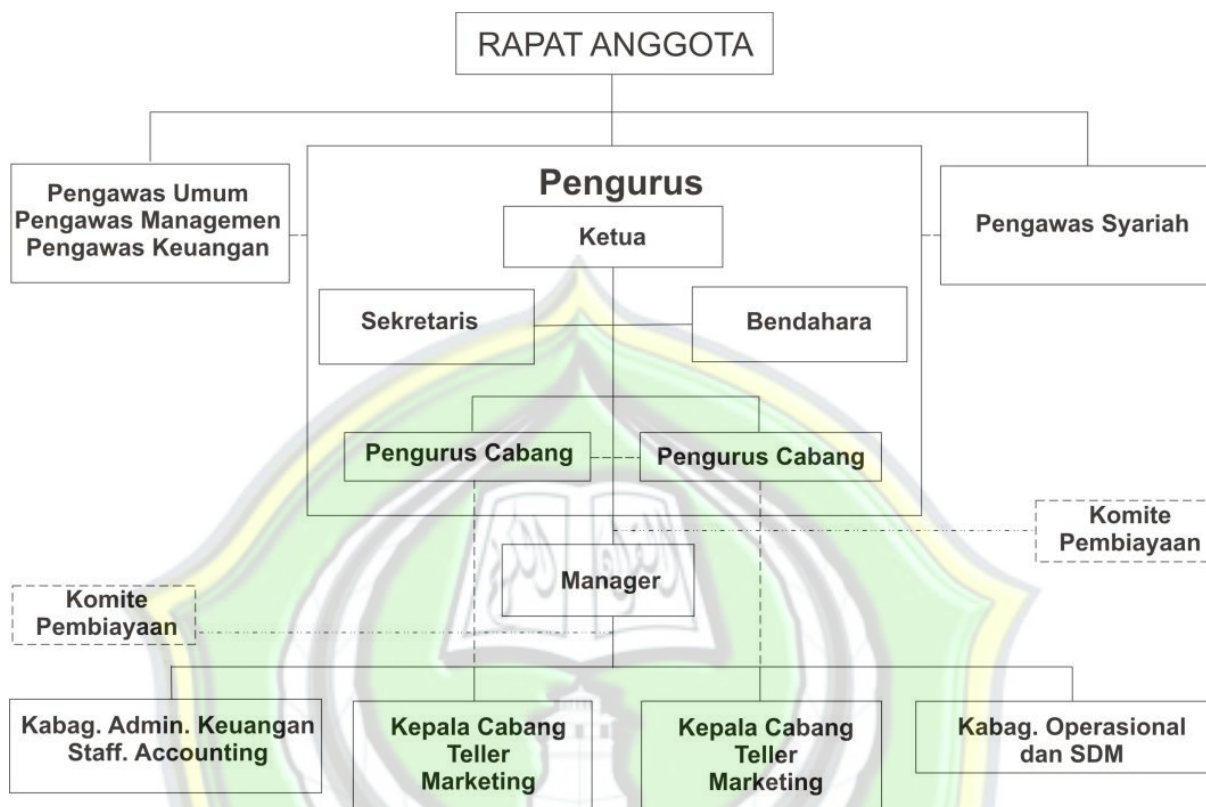 RAPAT ANGGOTA
Pengawas Umum
Pengawas Managemen
Pengawas Keuangan
Pengurus
Ketua
Pengawas Syariah
Sekretaris
Bendahara
Pengurus Cabang
Pengurus Cabang
Komite
Pembiayaan
Manager
Komite
Pembiayaan
Kabag. Admin. Keuangan
Staff. Accounting
Kepala Cabang
Teller
Marketing
Kepala Cabang
Teller
Marketing
Kabag. Operasional
dan SDM